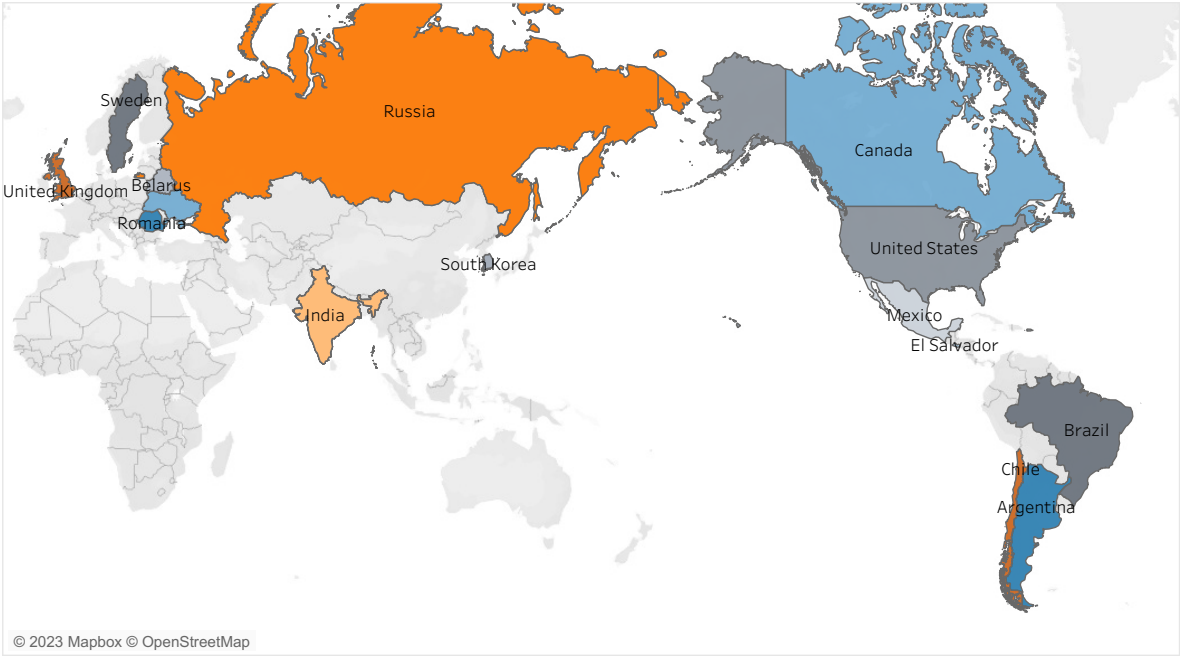 Sweden
Russia
Canada
United Kingdom
Belarus
Romania
United States
South Korea
India
Mexico
El Salvador
Brazil
Chile
Argentina
© 2023 Mapbox © OpenStreetMap